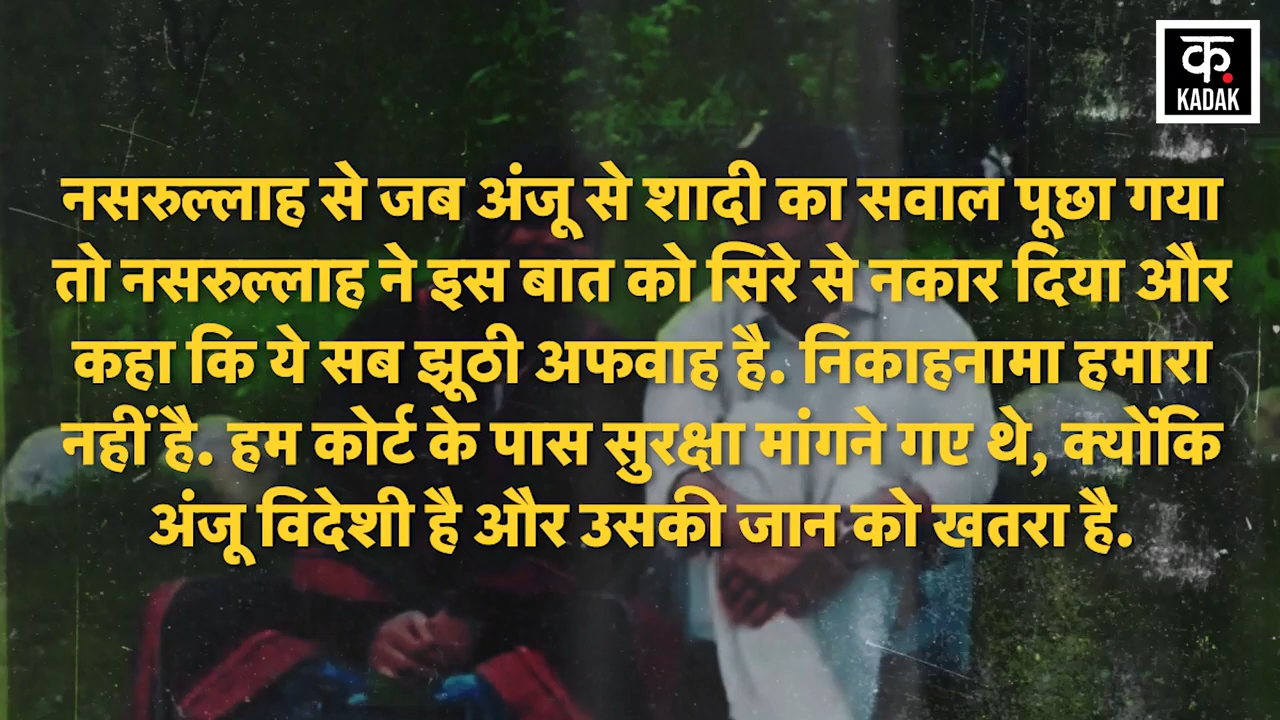 क.
KADAK
नसरुल्लाह से जब अंजू से शादी का सवाल पूछा गया
तो नसरुल्लाह ने इस बात को सिरे से नकार दिया और
कहा कि ये सब झूठी अफवाह है. निकाहनामा हमारा
नहीं है. हम कोर्ट के पास सुरक्षा मांगने गए थे, क्योंकि
अंजू विदेशी है और उसकी जान को खतरा है.